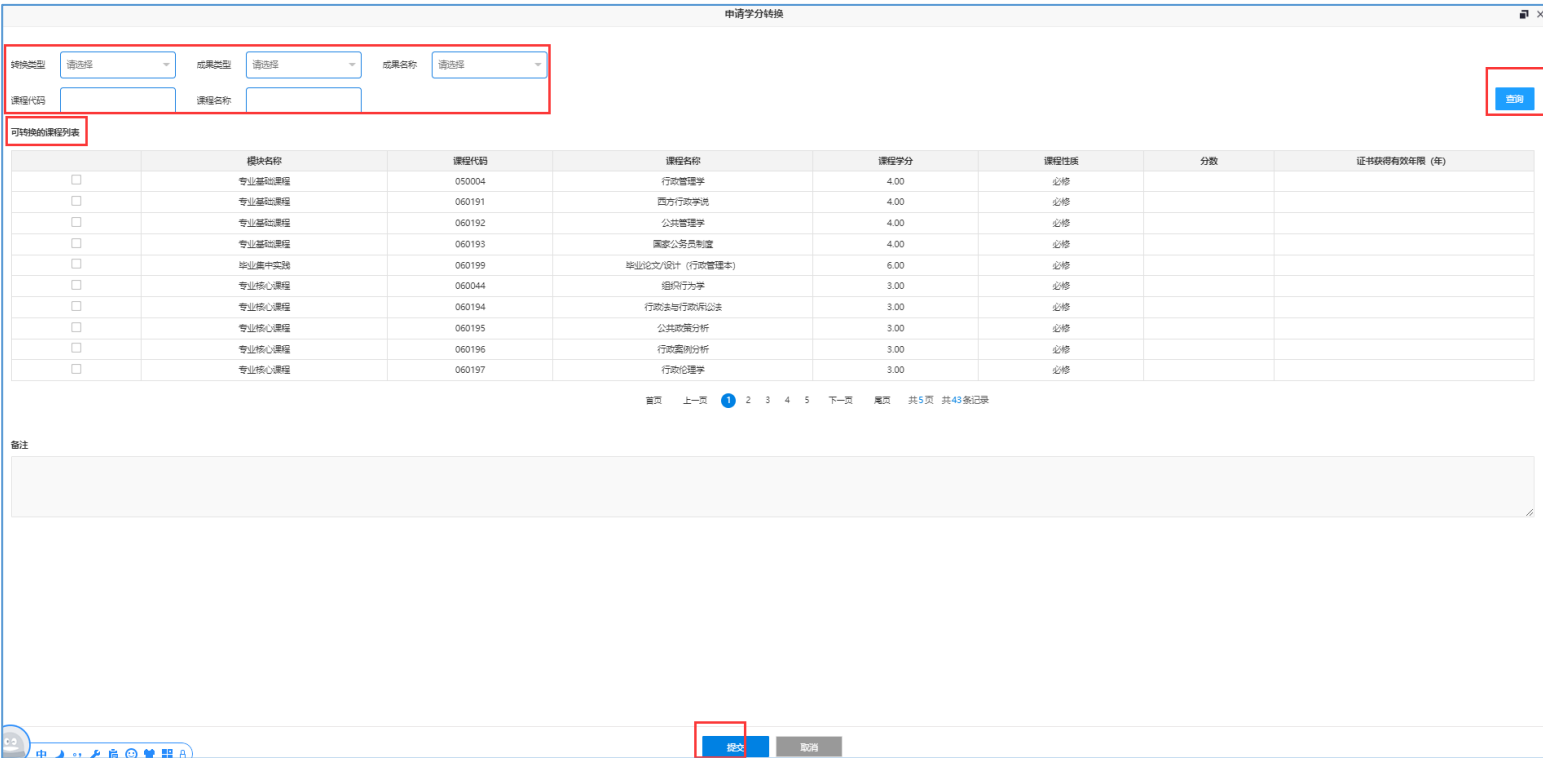 申请学分转换
转换类型 请选择 成果类型 请选择 成果名称 请选择
课程代码 课程名称 查询
可转换的课程列表
模块名称 课程代码 课程名称 课程学分 课程性质 分数 证书获得有效年限（年）
专业基础课程 050004 行政管理学 4.00 必修
专业基础课程 060191 西方行政学说 4.00 必修
专业基础课程 060192 公共管理学 4.00 必修
专业基础课程 060193 国家公务员制度 4.00 必修
毕业集中实践 060199 毕业论文/设计（行政管理本） 6.00 必修
专业核心课程 060044 组织行为学 3.00 必修
专业核心课程 060194 行政法与行政诉讼法 3.00 必修
专业核心课程 060195 公共政策分析 3.00 必修
专业核心课程 060196 行政案例分析 3.00 必修
专业核心课程 060197 行政伦理学 3.00 必修
首页 上一页 1 2 3 4 5 下一页 尾页 共5页 共43条记录
备注
提交 取消
中